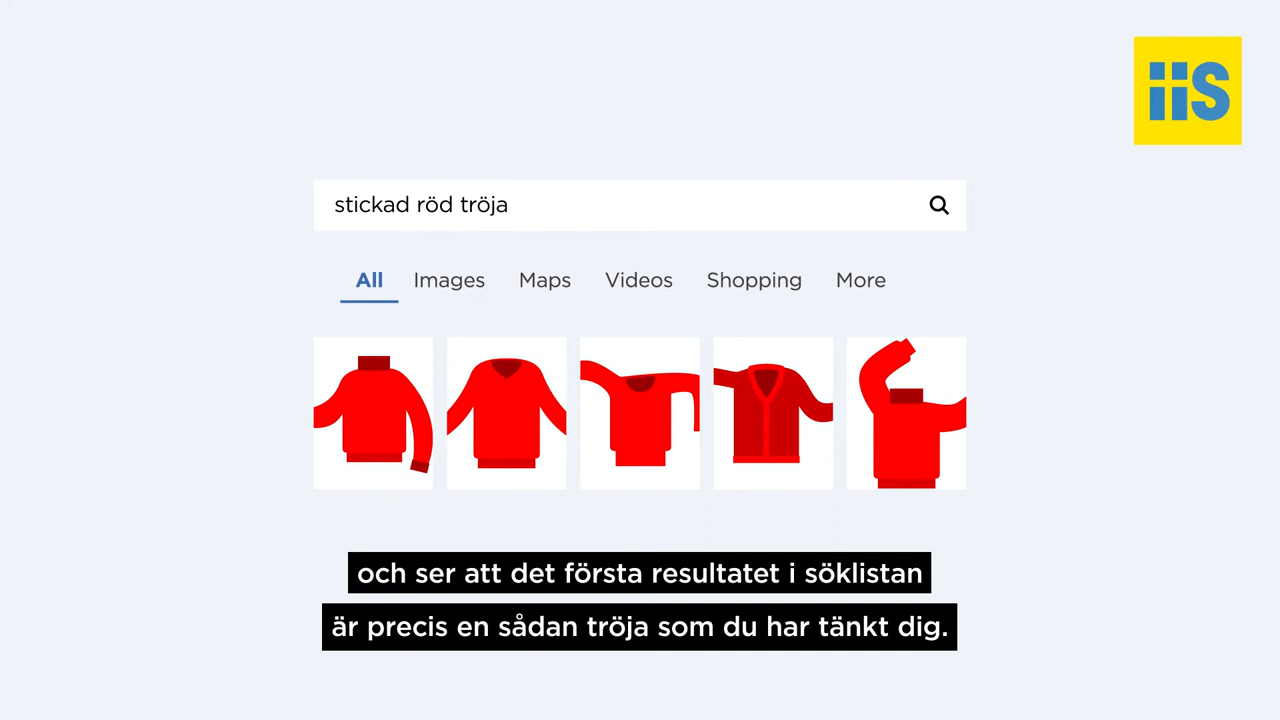 iis
stickad röd tröja
All Images Maps Videos Shopping More
och ser att det första resultatet i söklistan
är precis en sådan tröja som du har tänkt dig.